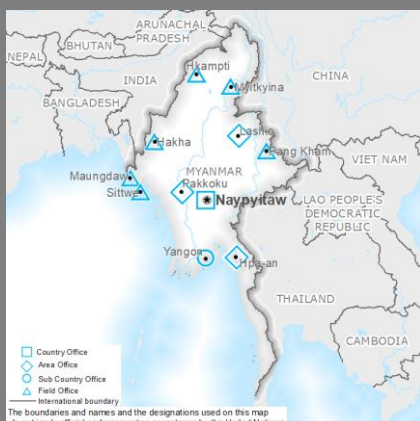 ARUNACHAL
PRADESH
BHUTAN
NEPAL
Hkampti
CHINA
INDIA
Myitkyina
BANGLADESH
Lashio
Hakha
Pang Kham
VIET NAM
MYANMAR
Maungdaw
Pakkoku
Sittwe
Naypyitaw
LAO PEOPLE'S
DEMOCRATIC
REPUBLIC
Yangon
Hpa-an
THAILAND
CAMBODIA
Country Office
Area Office
Sub Country Office
Field Office
International boundary
The boundaries and names and the designations used on this map